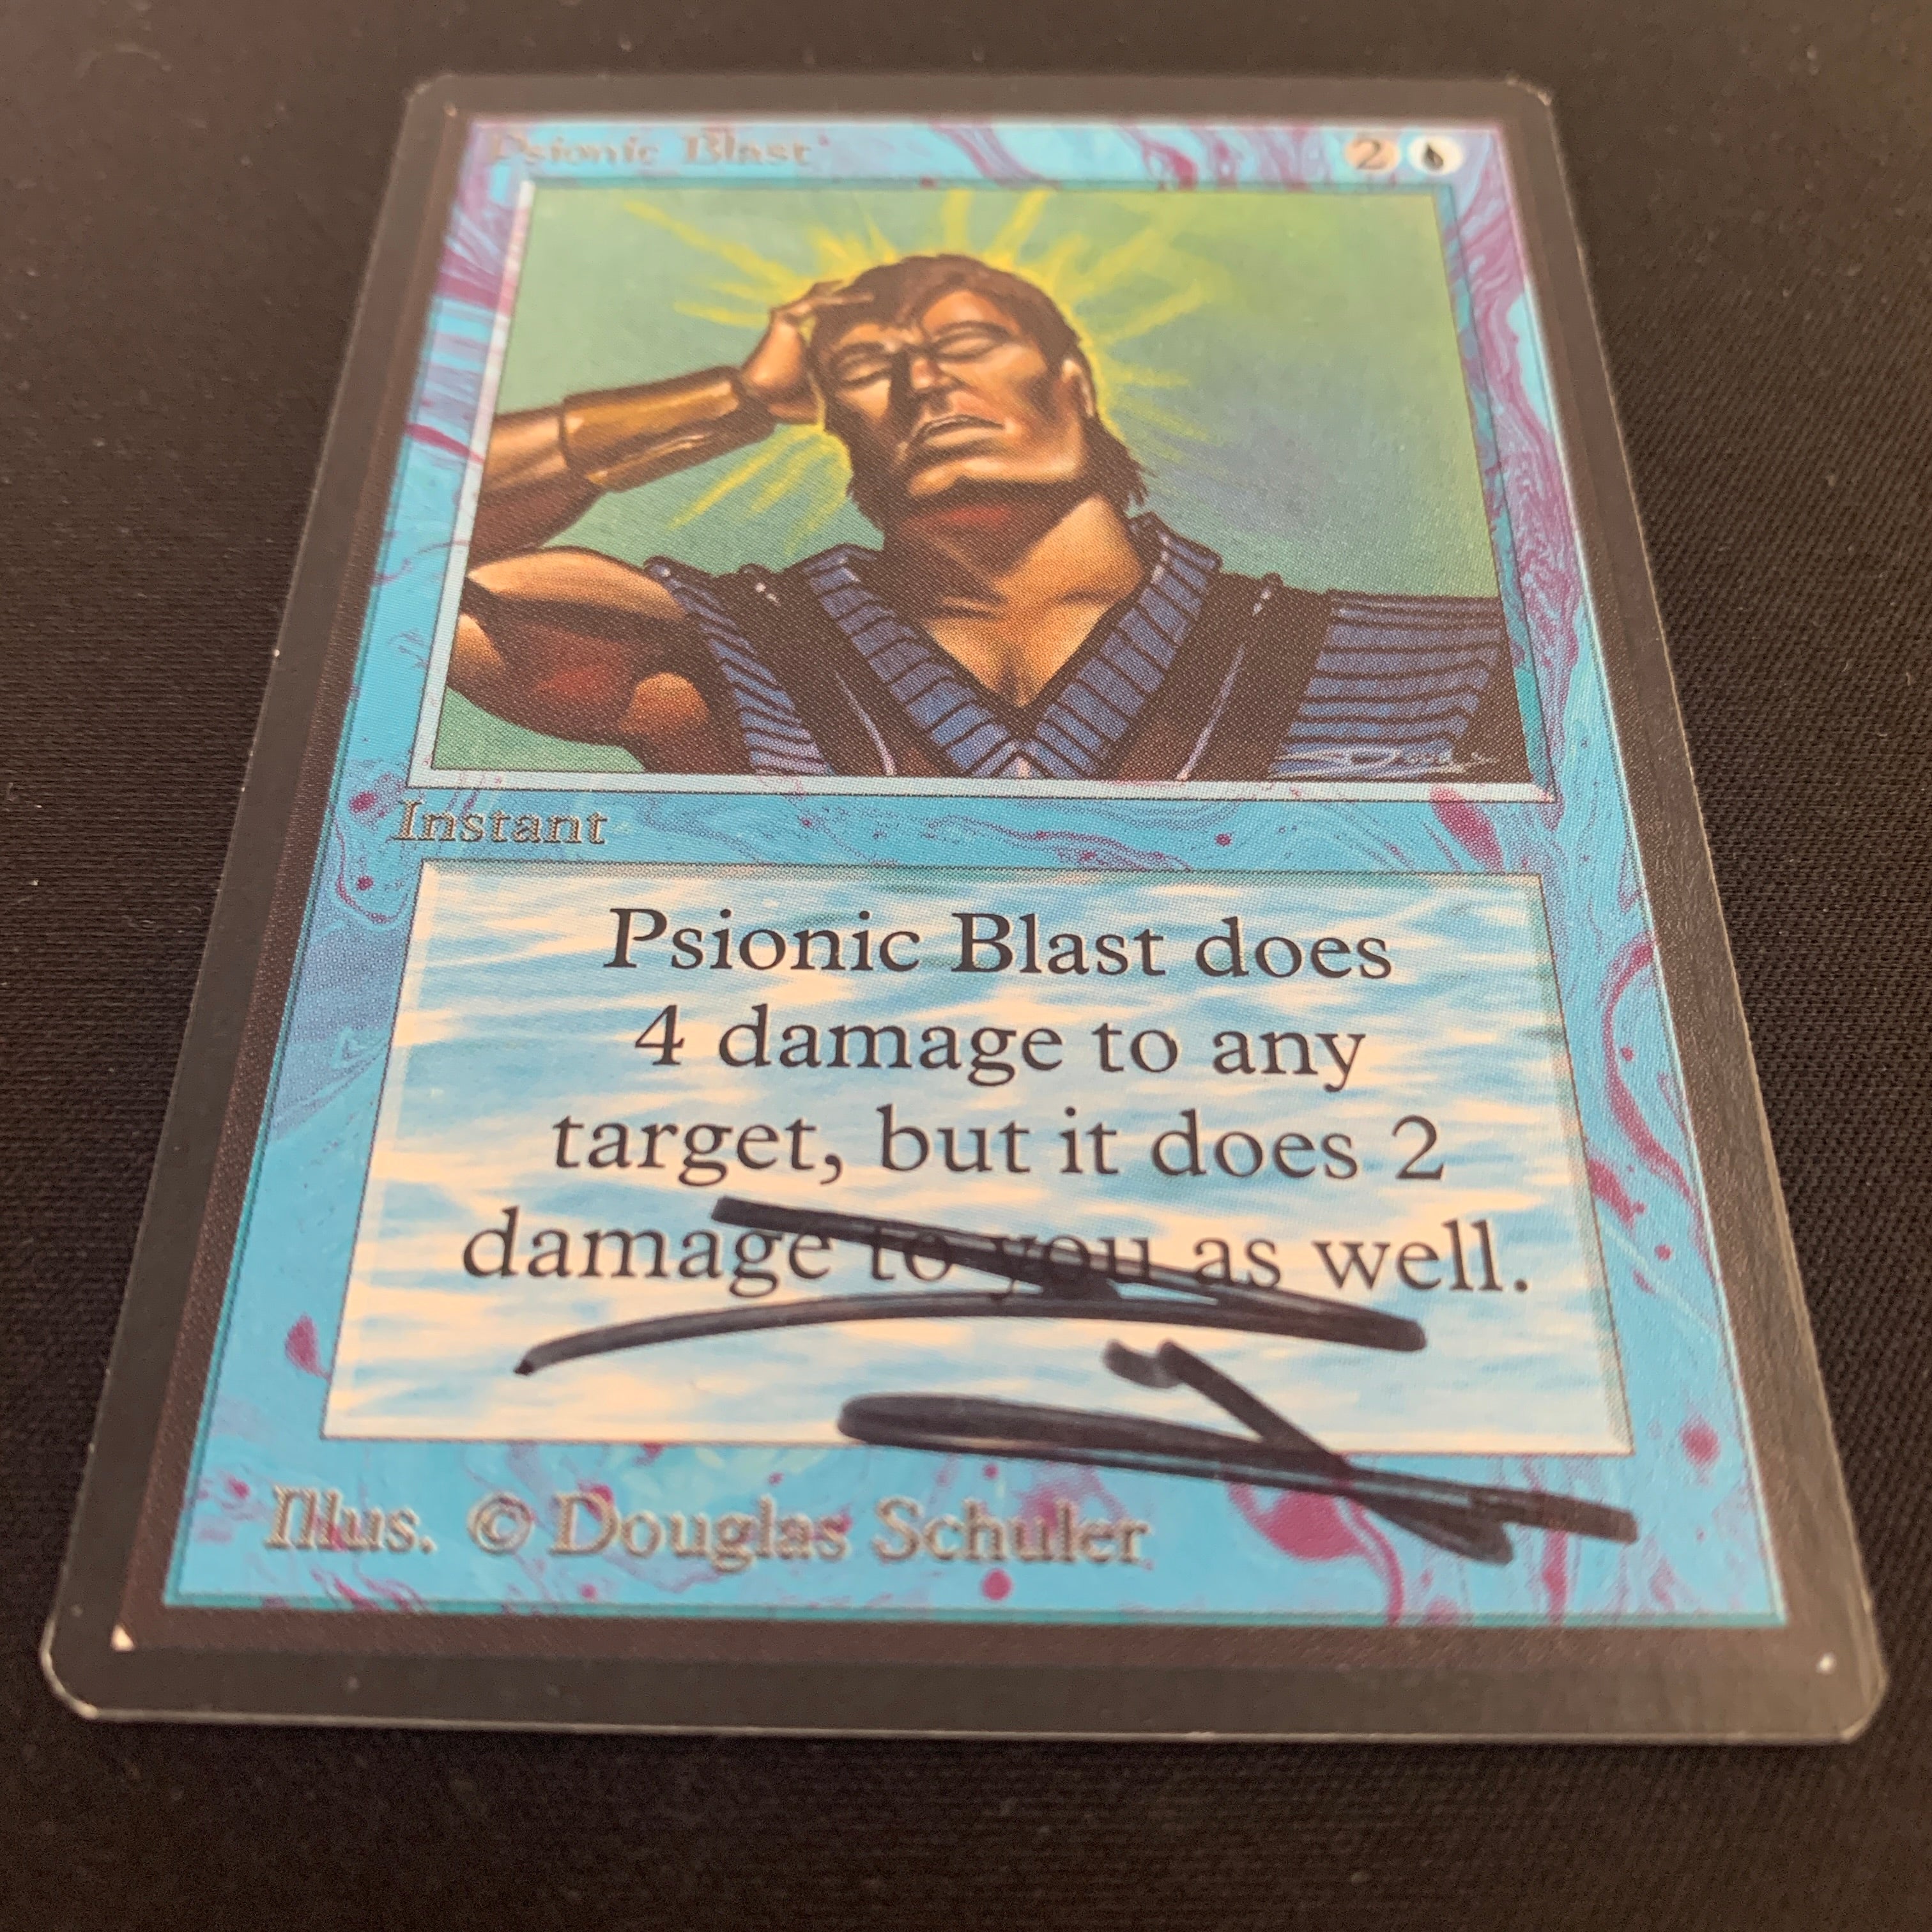 Psionic Blast 2
Instant
Psionic Blast does
4 damage to any
target, but it does 2
damage to you as well.
Illus. © Douglas Schuler